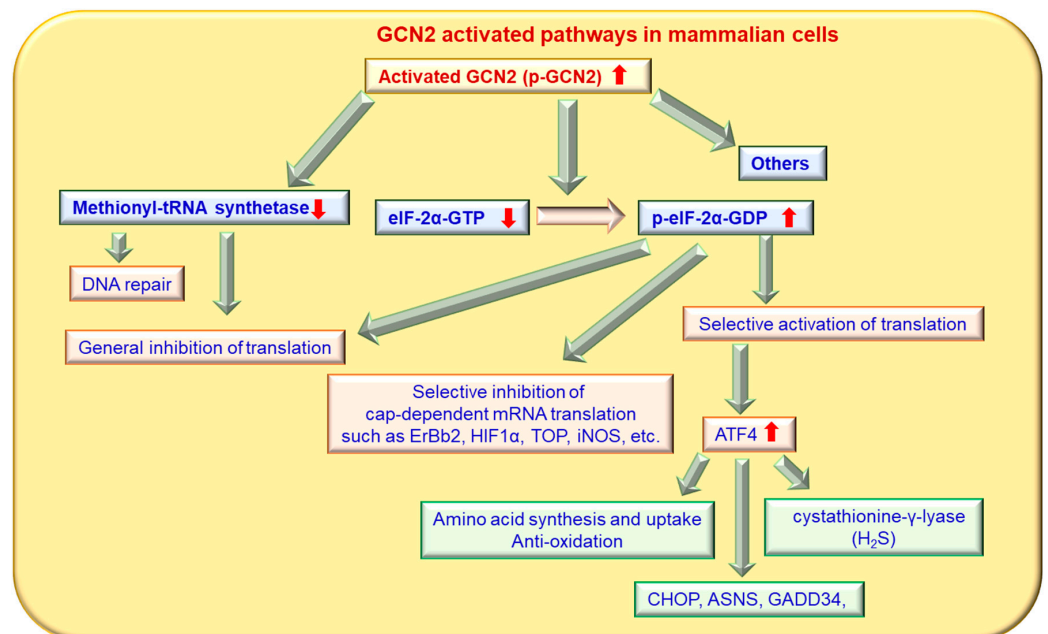 GCN2 activated pathways in mammalian cells
Activated GCN2 (p-GCN2)
Others
Methionyl-tRNA synthetase
eIF-2α-GTP
p-eIF-2α-GDP
DNA repair
Selective activation of translation
General inhibition of translation
Selective inhibition of
cap-dependent mRNA translation
such as ErBb2, HIF1α, TOP, iNOS, etc.
ATF4
Amino acid synthesis and uptake
Anti-oxidation
cystathionine-γ-lyase
(H₂S)
CHOP, ASNS, GADD34,